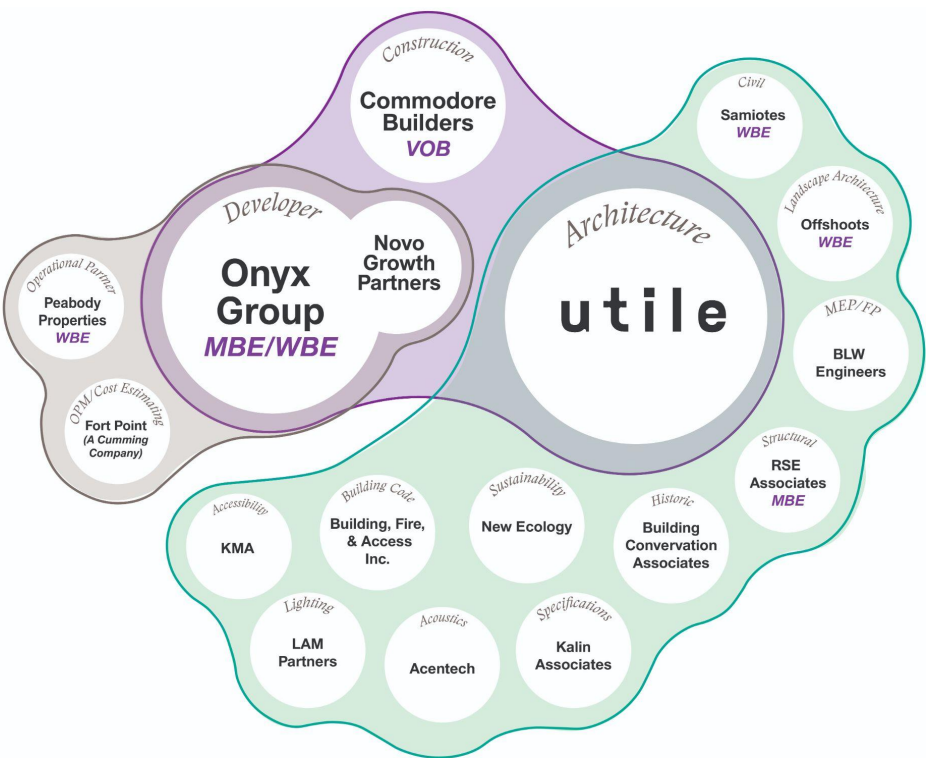 Construction
Commodore
Builders
VOB
Developer
Onyx
Group
MBE/WBE
Novo
Growth
Partners
Operational Partner
Peabody
Properties
WBE
OPM/Cost Estimating
Fort Point
(A Cumming
Company)
Architecture
utile
Civil
Samiotes
WBE
Landscape Architecture
Offshoots
WBE
MEP/FP
BLW
Engineers
Structural
RSE
Associates
MBE
Historic
Building
Convervation
Associates
Sustainability
New Ecology
Building Code
Building, Fire,
& Access
Inc.
Accessibility
KMA
Lighting
LAM
Partners
Acoustics
Acentech
Specifications
Kalin
Associates